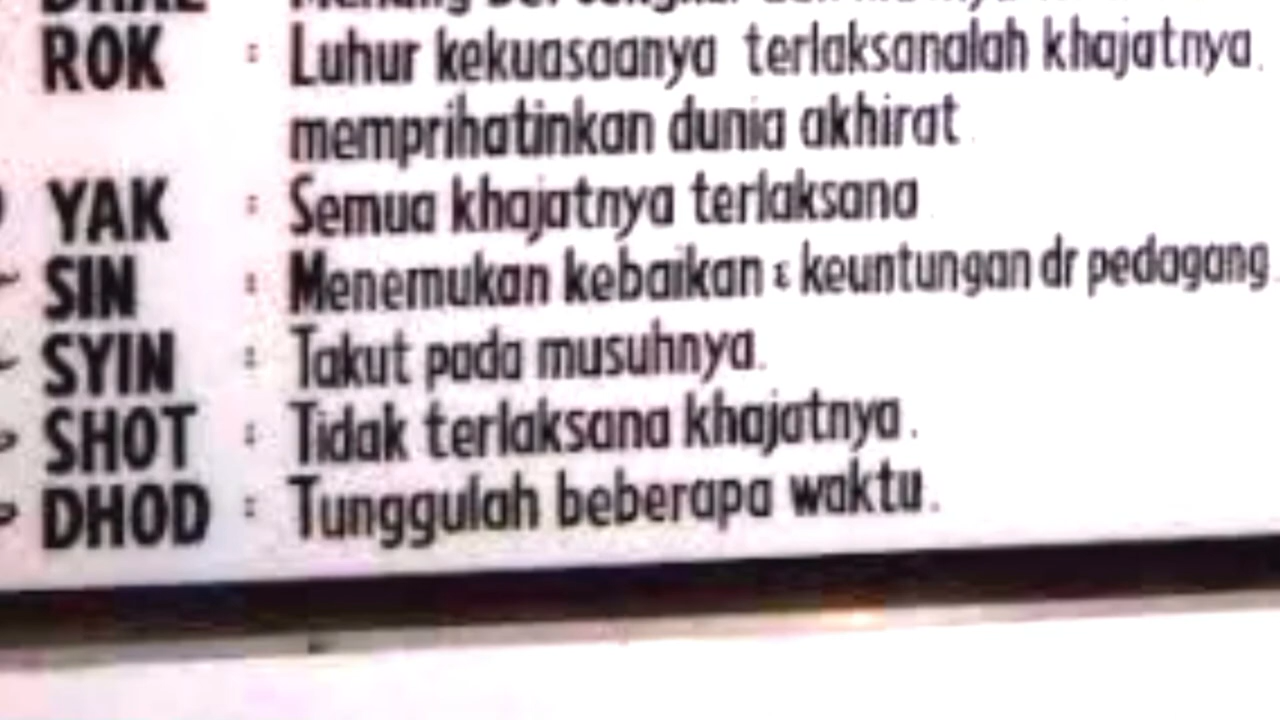 ROK : Luhur kekuasaanya terlaksanalah khajatnya.
memprihatinkan dunia akhirat
YAK : Semua khajatnya terlaksana
SIN : Menemukan kebaikan & keuntungan dr pedagang.
SYIN : Takut pada musuhnya.
SHOT : Tidak terlaksana khajatnya.
DHOD : Tunggulah beberapa waktu.